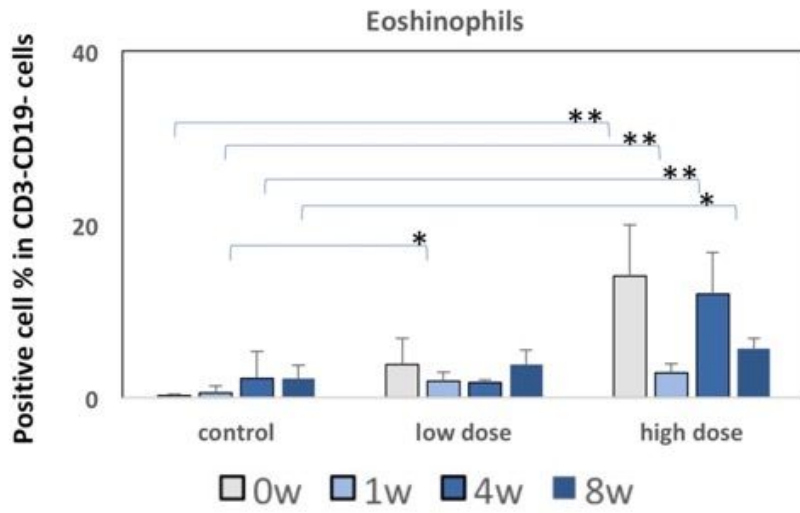 Eoshinophils
Positive cell % in CD3-CD19- cells
40
20
0
**
**
**
*
*
control low dose high dose
0w 1w 4w 8w